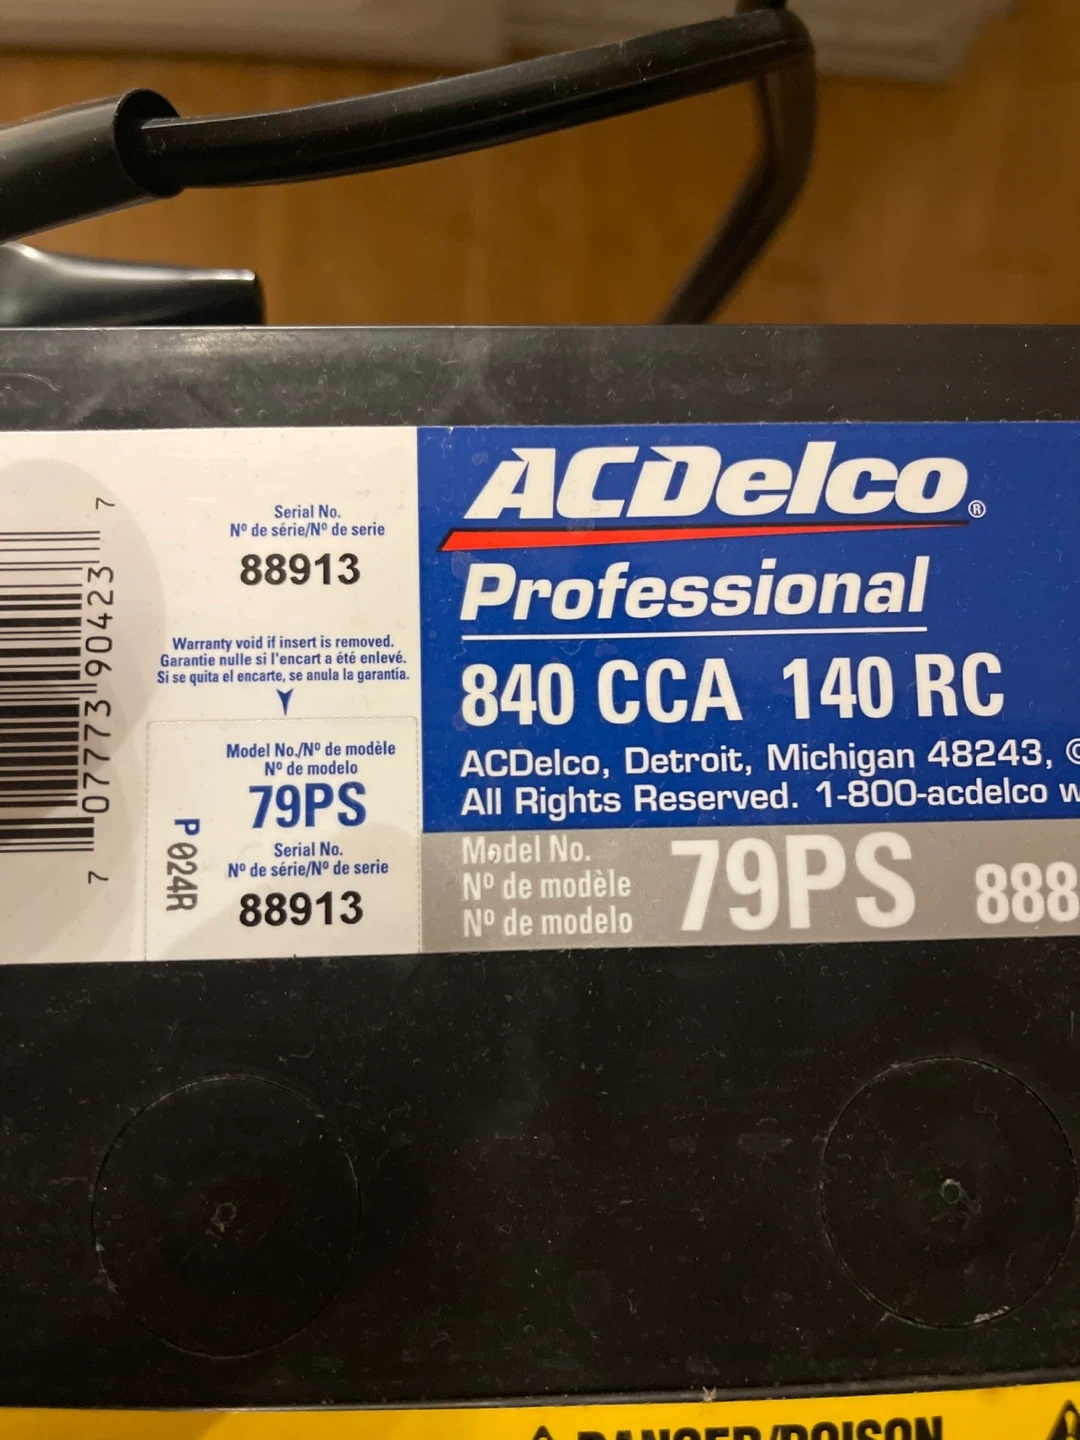 7 07773 90423 7
Serial No.
Nº de série/Nº de serie
88913
Warranty void if insert is removed.
Garantie nulle si l'encart a été enlevé.
Si se quita el encarte, se anula la garantía.
Model No./Nº de modèle
Nº de modelo
79PS
Serial No.
Nº de série/Nº de serie
88913
P024R
ACDelco®
Professional
840 CCA 140 RC
ACDelco, Detroit, Michigan 48243, ©
All Rights Reserved. 1-800-acdelco w
Model No.
Nº de modèle
Nº de modelo
79PS 888
DANGER/POISON